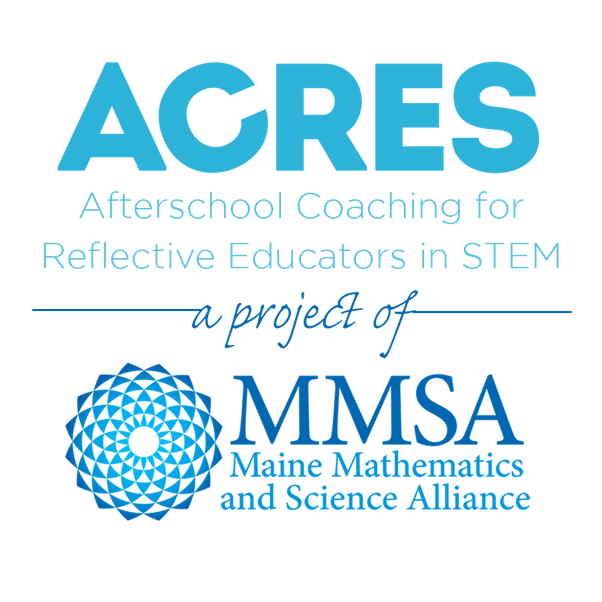 ACRES
Afterschool Coaching for
Reflective Educators in STEM
a project of
MMSA
Maine Mathematics
and Science Alliance